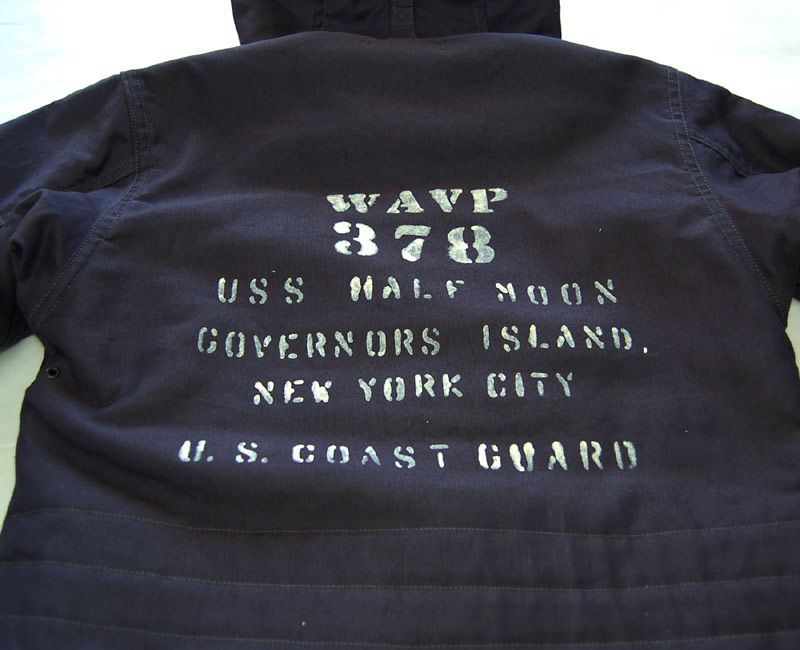 WAVP
378
USS HALF MOON
GOVERNORS ISLAND,
NEW YORK CITY
U. S. COAST GUARD